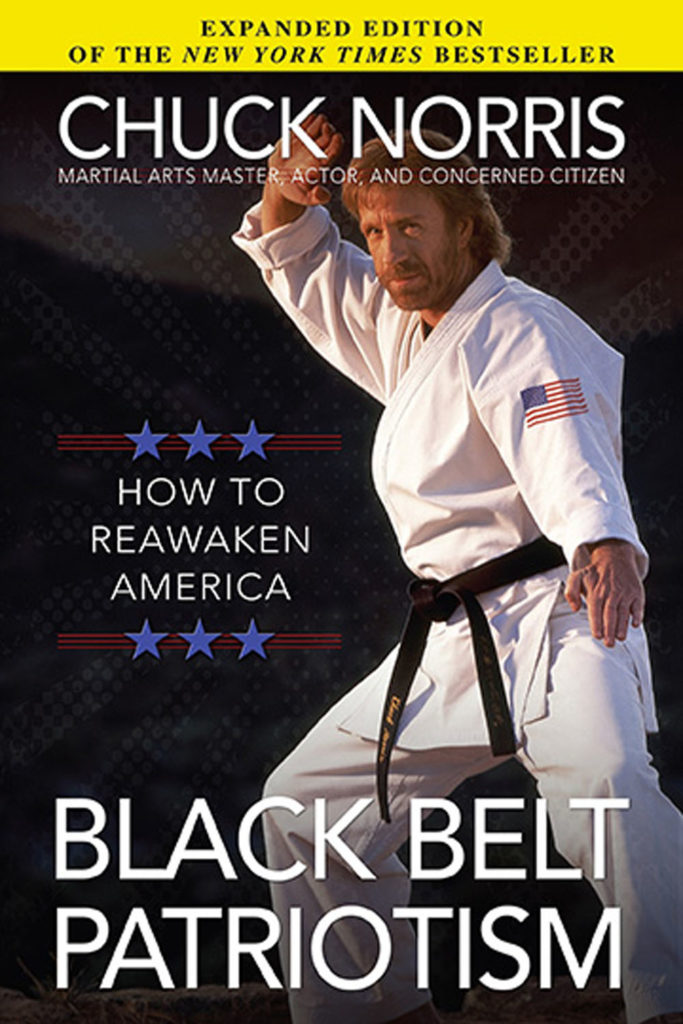 EXPANDED EDITION
OF THE NEW YORK TIMES BESTSELLER
CHUCK NORRIS
MARTIAL ARTS MASTER, ACTOR, AND CONCERNED CITIZEN
HOW TO
REAWAKEN
AMERICA
BLACK BELT
PATRIOTISM